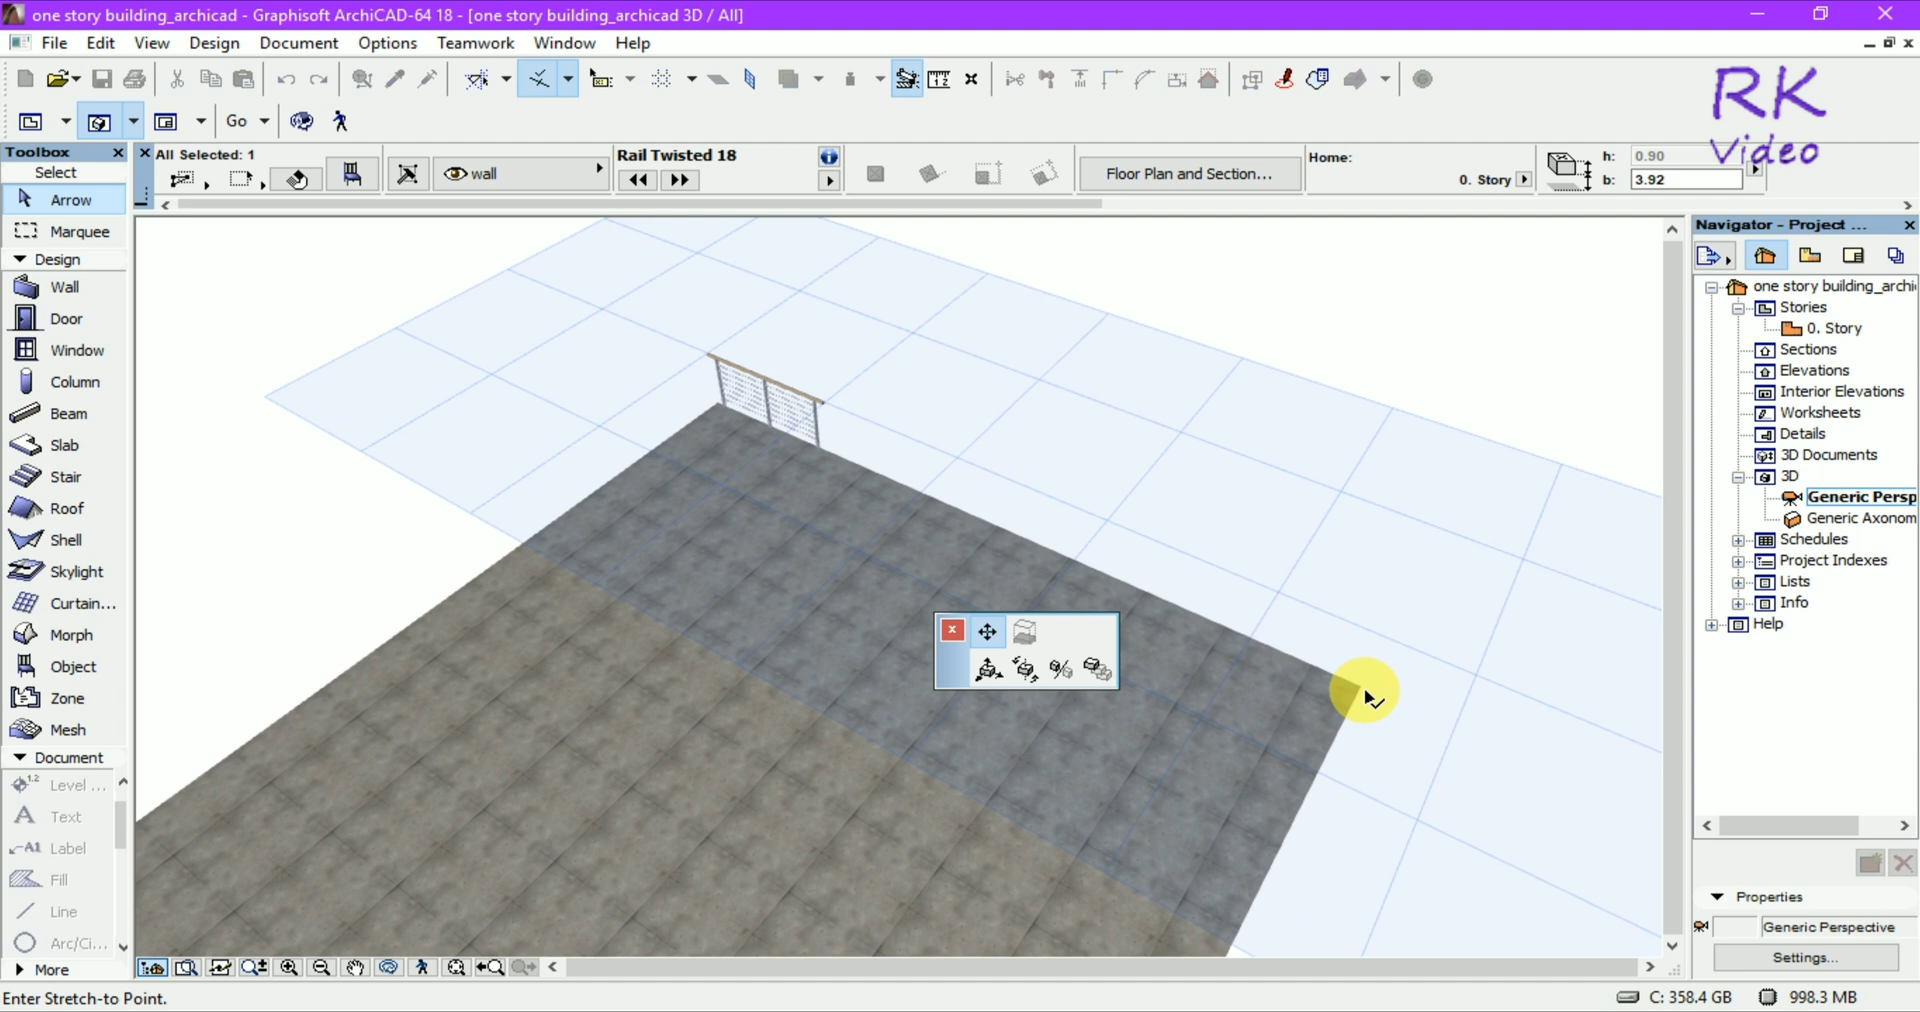 one story building_archicad - Graphisoft ArchiCAD-64 18 - [one story building_archicad 3D / All]
File Edit View Design Document Options Teamwork Window Help
RK
Video
Go
Toolbox
Select
Arrow
Marquee
Design
Wall
Door
Window
Column
Beam
Slab
Stair
Roof
Shell
Skylight
Curtain...
Morph
Object
Zone
Mesh
Document
1.2 Level ...
A Text
A1 Label
Fill
Line
Arc/Ci...
More
All Selected: 1
wall
Rail Twisted 18
Floor Plan and Section...
Home:
0. Story
h: 0.90
b: 3.92
Navigator - Project ...
one story building_archi
Stories
0. Story
Sections
Elevations
Interior Elevations
Worksheets
Details
3D Documents
3D
Generic Persp
Generic Axonom
Schedules
Project Indexes
Lists
Info
Help
Properties
Generic Perspective
Settings...
Enter Stretch-to Point.
C: 358.4 GB
998.3 MB